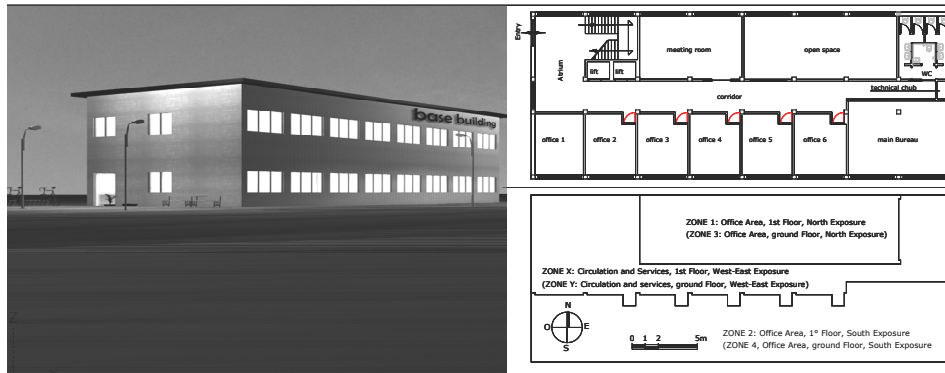 base building
Entry
Atrium
lift
lift
meeting room
open space
WC
technical chub
corridor
office 1
office 2
office 3
office 4
office 5
office 6
main Bureau
ZONE 1: Office Area, 1st Floor, North Exposure
(ZONE 3: Office Area, ground Floor, North Exposure)
ZONE X: Circulation and Services, 1st Floor, West-East Exposure
(ZONE Y: Circulation and services, ground Floor, West-East Exposure)
N
O
E
S
0 1 2 5m
ZONE 2: Office Area, 1° Floor, South Exposure
(ZONE 4, Office Area, ground Floor, South Exposure